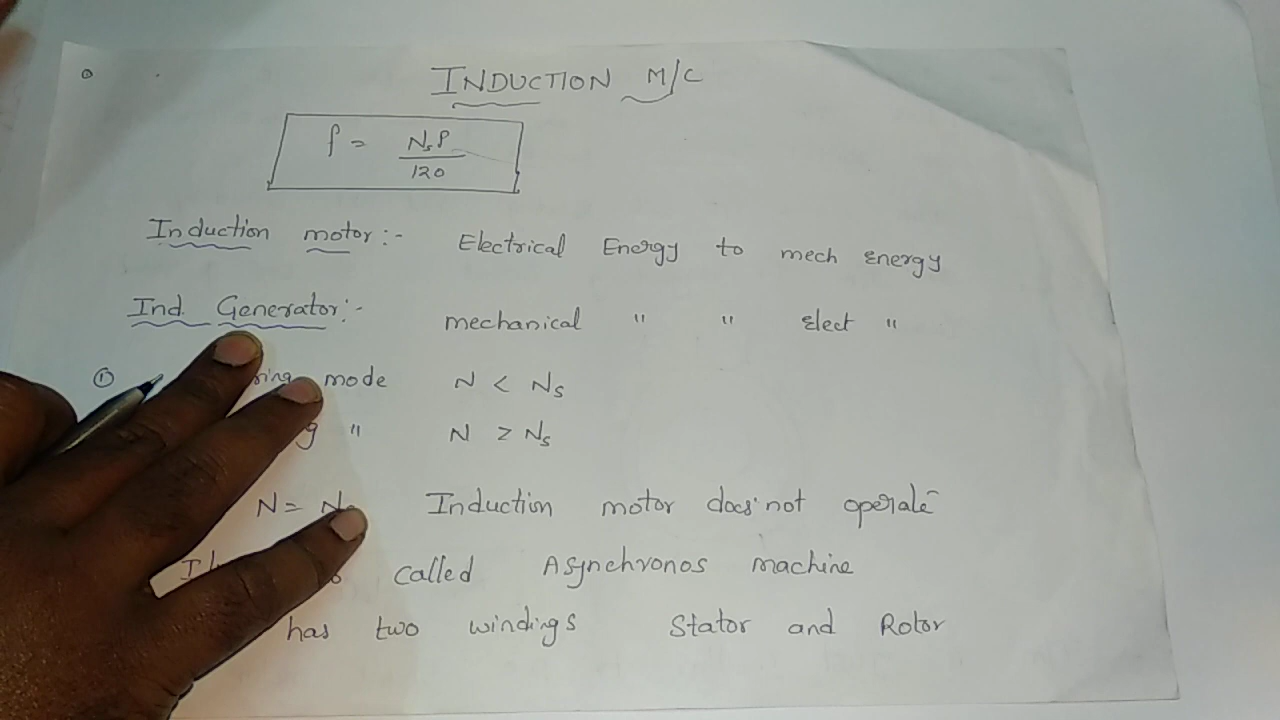 INDUCTION M/C
f = NsP / 120
Induction motor:- Electrical Energy to mech energy
Ind. Generator:- mechanical " " Elect "
① mode N < Ns
" N > Ns
N = Induction motor does not operate
called Asynchronos machine
has two windings Stator and Rotor